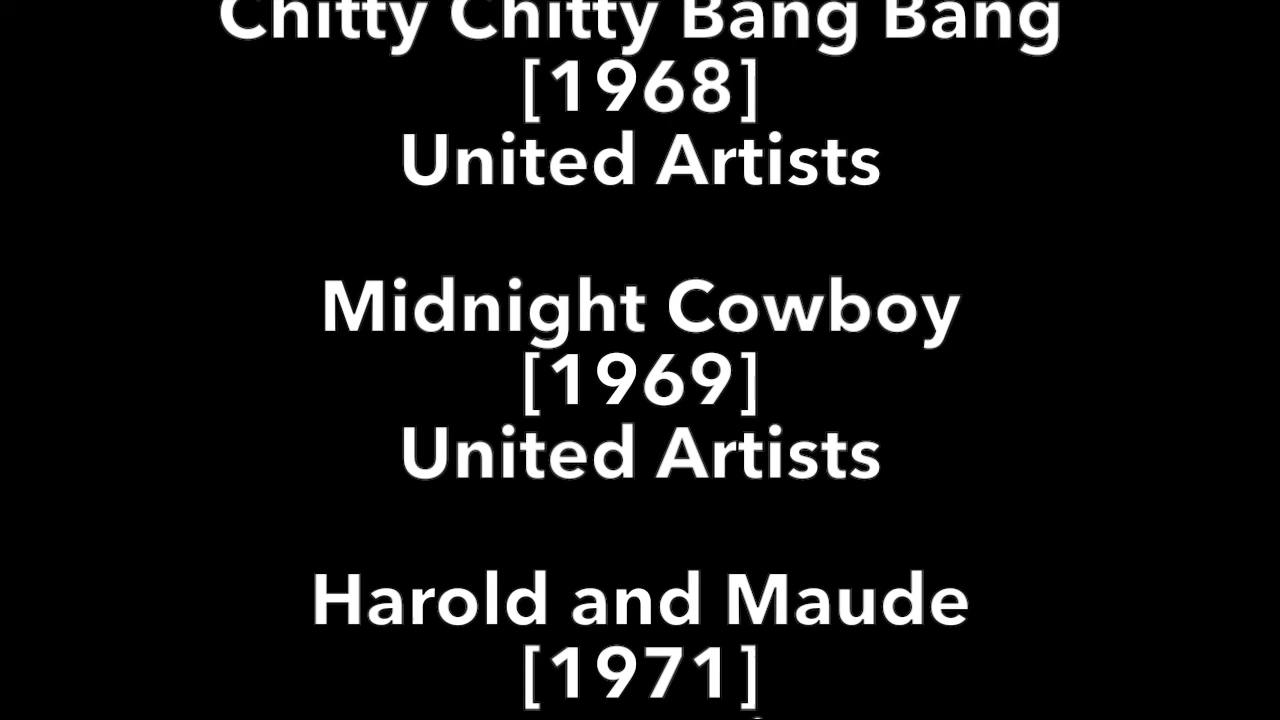 Chitty Chitty Bang Bang
[1968]
United Artists
Midnight Cowboy
[1969]
United Artists
Harold and Maude
[1971]